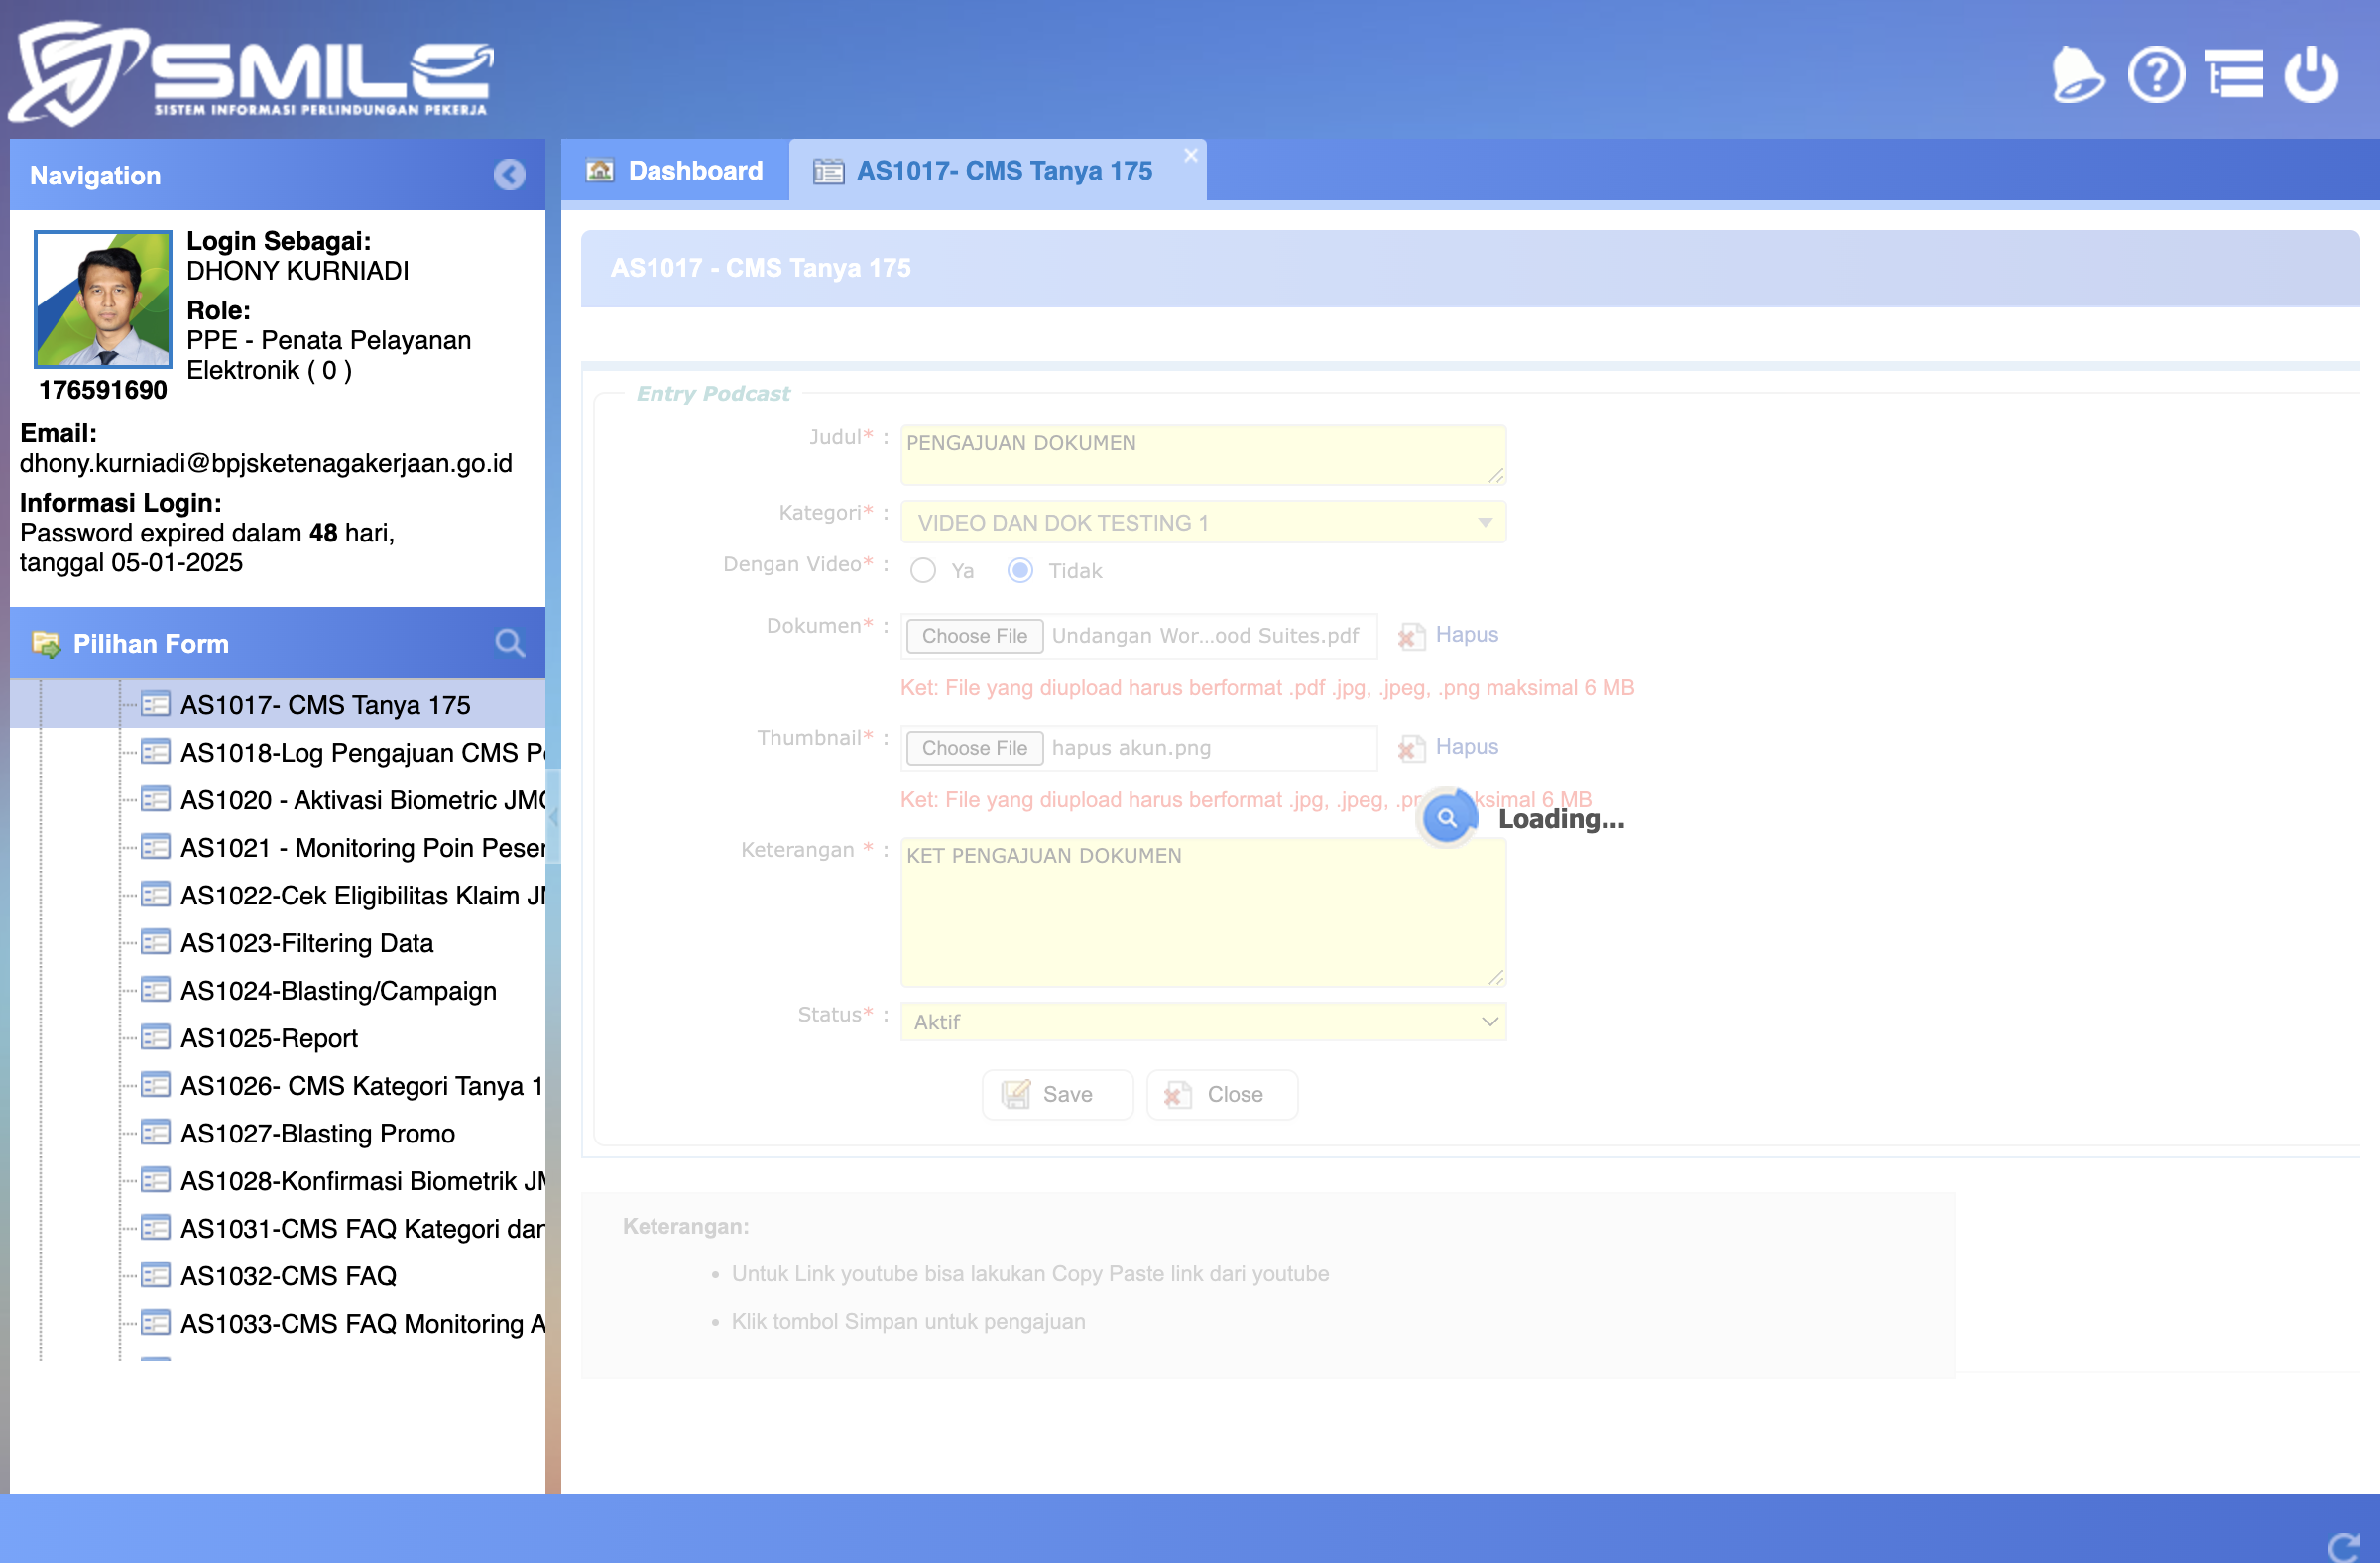 SMILE
SISTEM INFORMASI PERLINDUNGAN PEKERJA
Navigation
Login Sebagai:
DHONY KURNIADI
Role:
PPE - Penata Pelayanan
Elektronik ( 0 )
176591690
Email:
dhony.kurniadi@bpjsketenagakerjaan.go.id
Informasi Login:
Password expired dalam 48 hari,
tanggal 05-01-2025
Pilihan Form
AS1017- CMS Tanya 175
AS1018-Log Pengajuan CMS
AS1020 - Aktivasi Biometric
AS1021 - Monitoring Poin
AS1022-Cek Eligibilitas Klaim
AS1023-Filtering Data
AS1024-Blasting/Campaign
AS1025-Report
AS1026- CMS Kategori Tanya 1
AS1027-Blasting Promo
AS1028-Konfirmasi Biometrik
AS1031-CMS FAQ Kategori
AS1032-CMS FAQ
AS1033-CMS FAQ Monitoring A
Dashboard
AS1017- CMS Tanya 175
AS1017 - CMS Tanya 175
Entry Podcast
Judul* : PENGAJUAN DOKUMEN
Kategori* : VIDEO DAN DOK TESTING 1
Dengan Video* : Ya Tidak
Dokumen* : Choose File Undangan Wor...ood Suites.pdf Hapus
Ket: File yang diupload harus berformat .pdf .jpg, .jpeg, .png maksimal 6 MB
Thumbnail* : Choose File hapus akun.png Hapus
Ket: File yang diupload harus berformat .jpg, .jpeg, 6 MB
Loading...
Keterangan * : KET PENGAJUAN DOKUMEN
Status* : Aktif
Save Close
Keterangan:
• Untuk Link youtube bisa lakukan Copy Paste link dari youtube
• Klik tombol Simpan untuk pengajuan